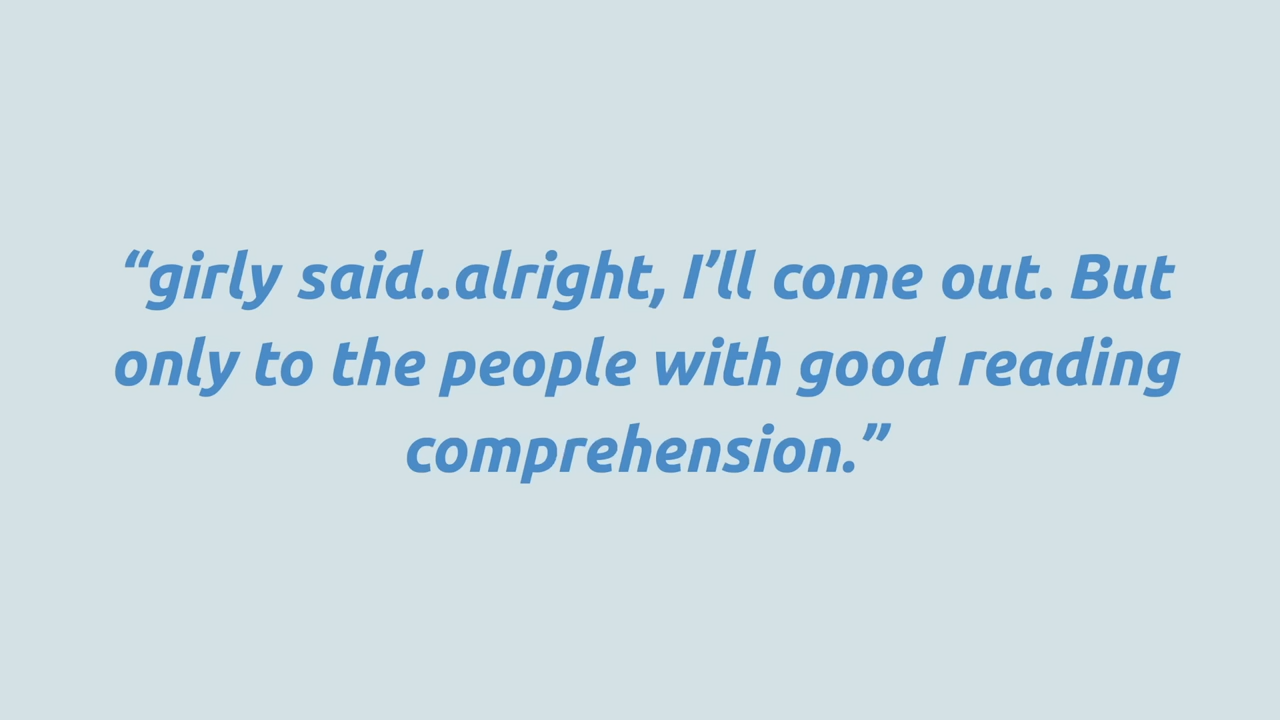 “girly said..alright, I’ll come out. But
only to the people with good reading
comprehension.”